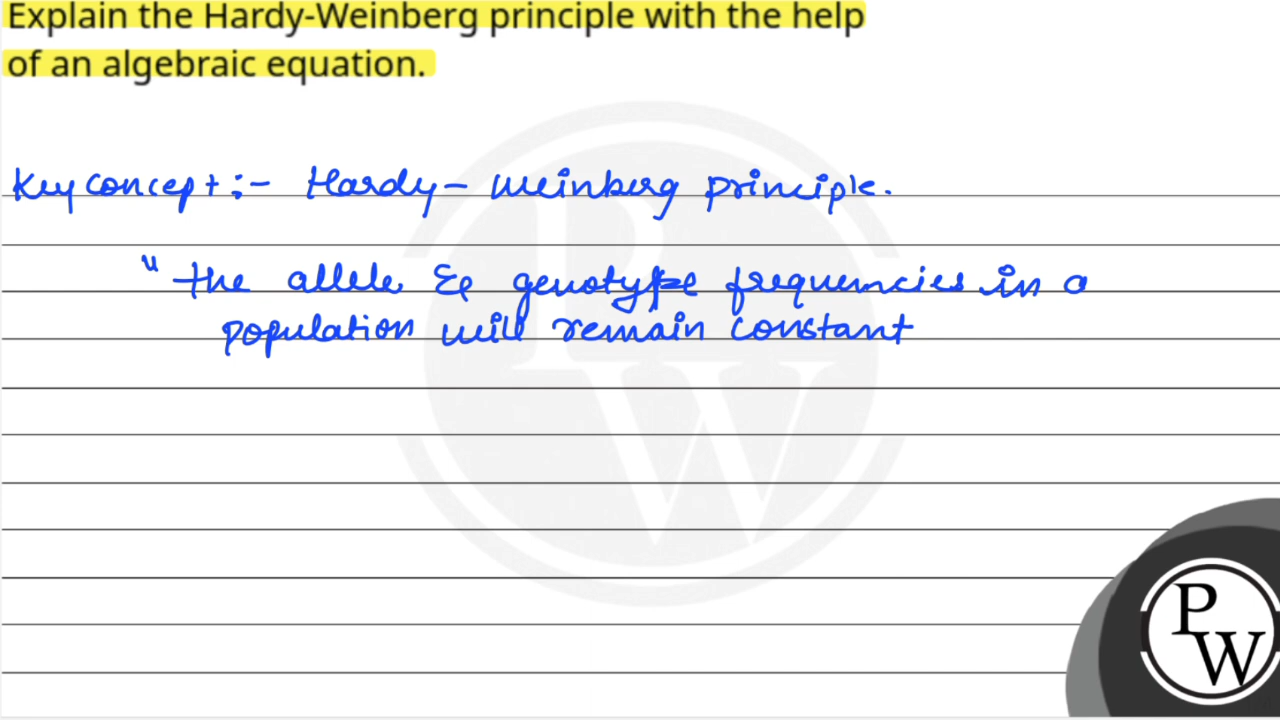 Explain the Hardy-Weinberg principle with the help
of an algebraic equation.
Key concept :- Hardy - Weinberg principle.
" the allele & genotype frequencies in a
population will remain constant
P
W
P
W